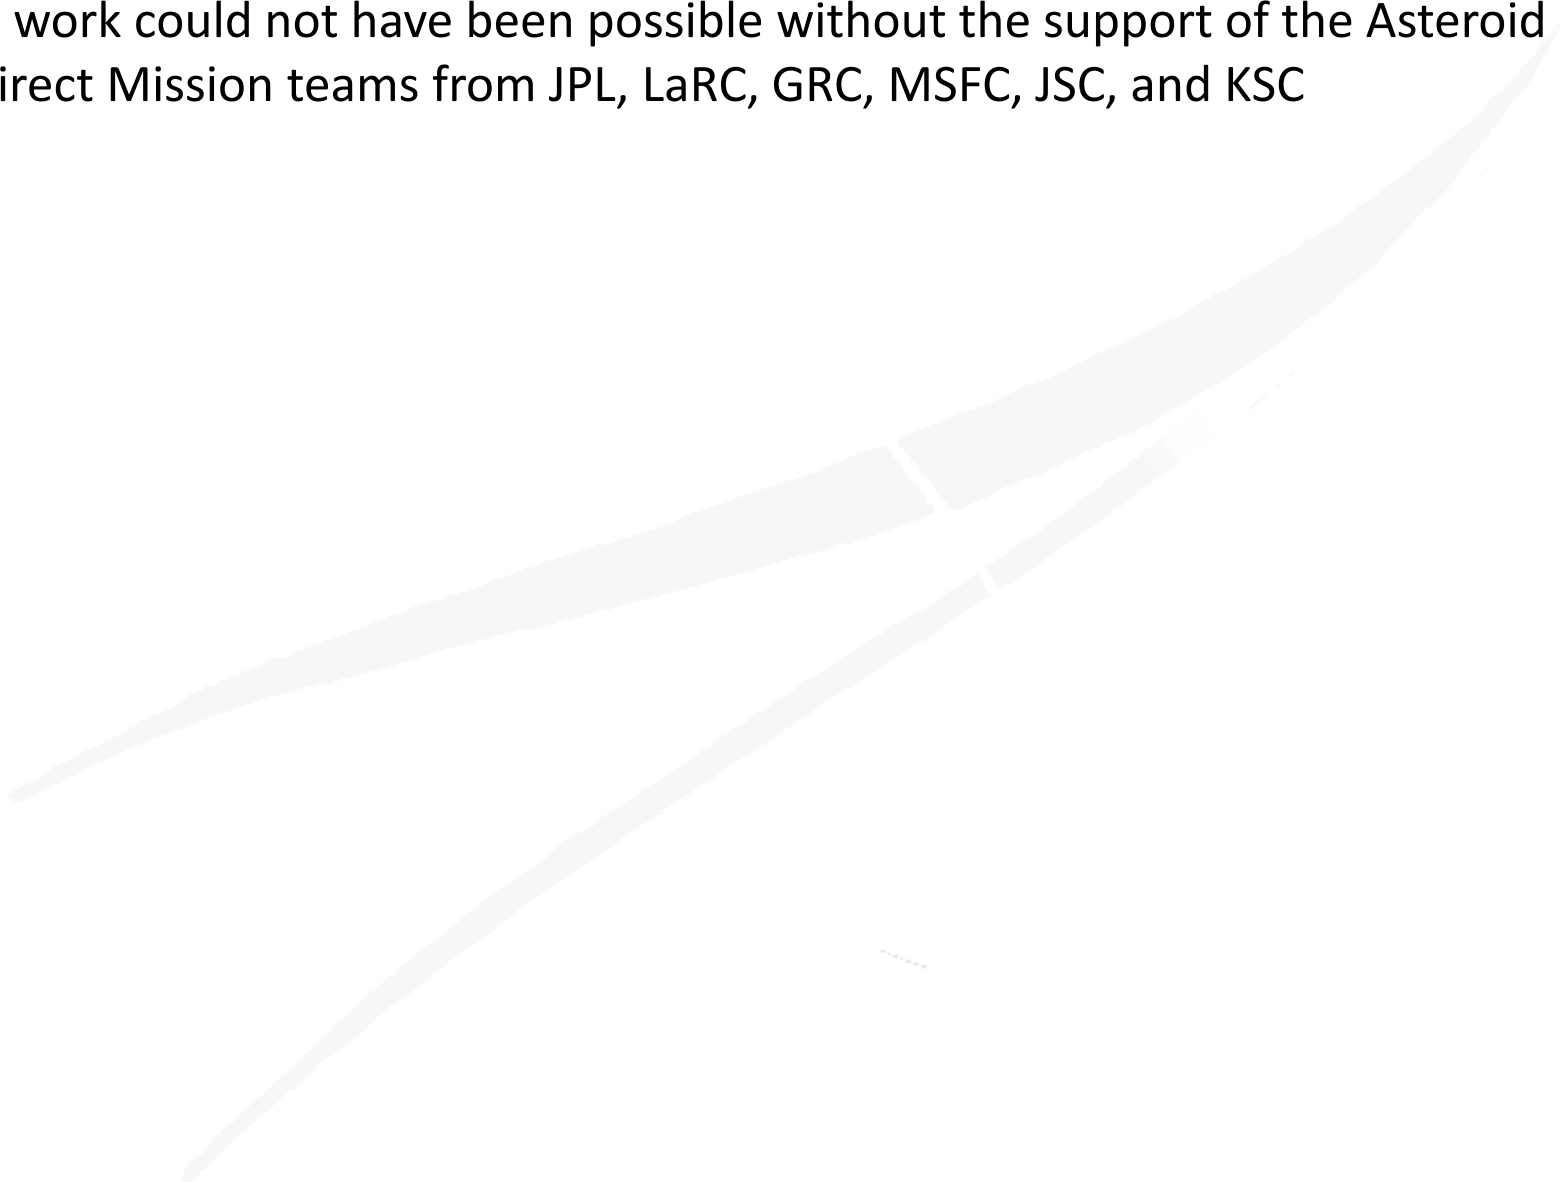 work could not have been possible without the support of the Asteroid
irect Mission teams from JPL, LaRC, GRC, MSFC, JSC, and KSC